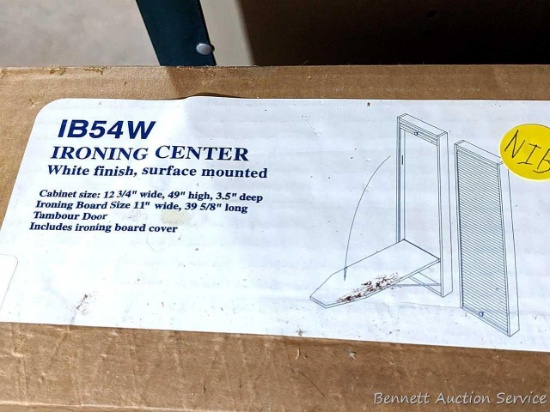 IB54W
IRONING CENTER
White finish, surface mounted
Cabinet size: 12 3/4" wide, 49" high, 3.5" deep
Ironing Board Size 11" wide, 39 5/8" long
Tambour Door
Includes ironing board cover
NIB
Bennett Auction Service